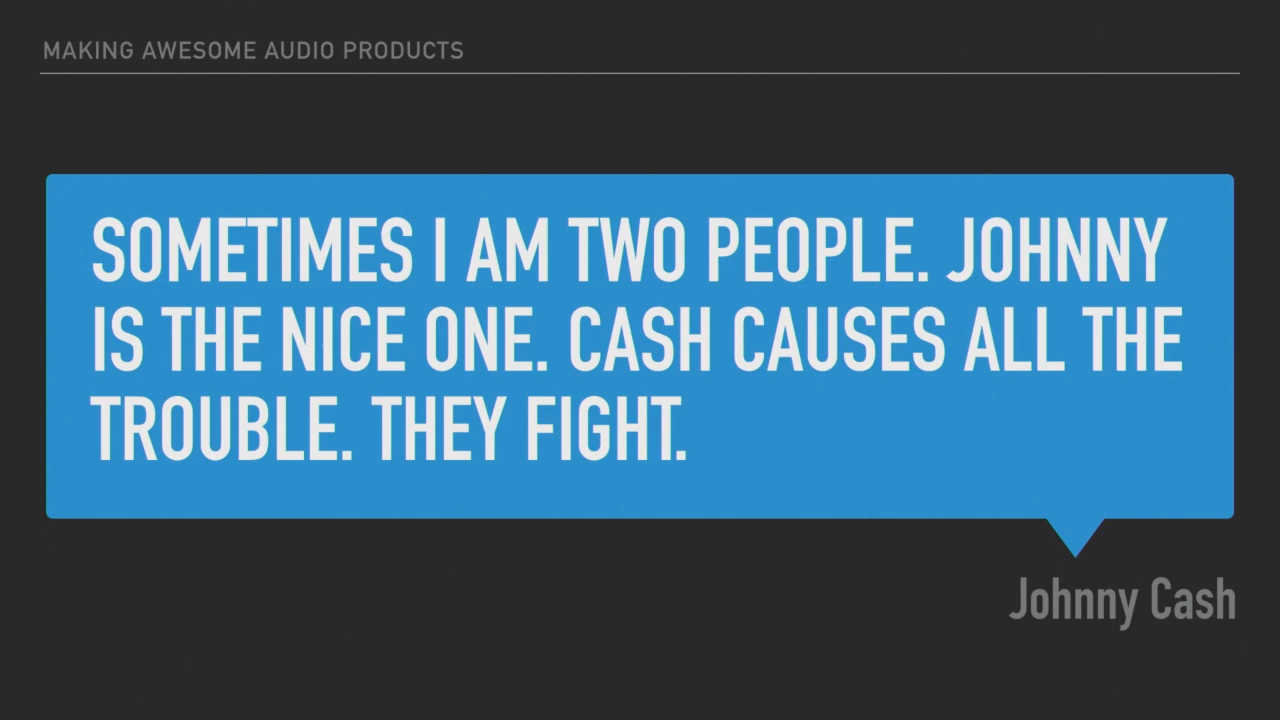 MAKING AWESOME AUDIO PRODUCTS
SOMETIMES I AM TWO PEOPLE. JOHNNY
IS THE NICE ONE. CASH CAUSES ALL THE
TROUBLE. THEY FIGHT.
Johnny Cash